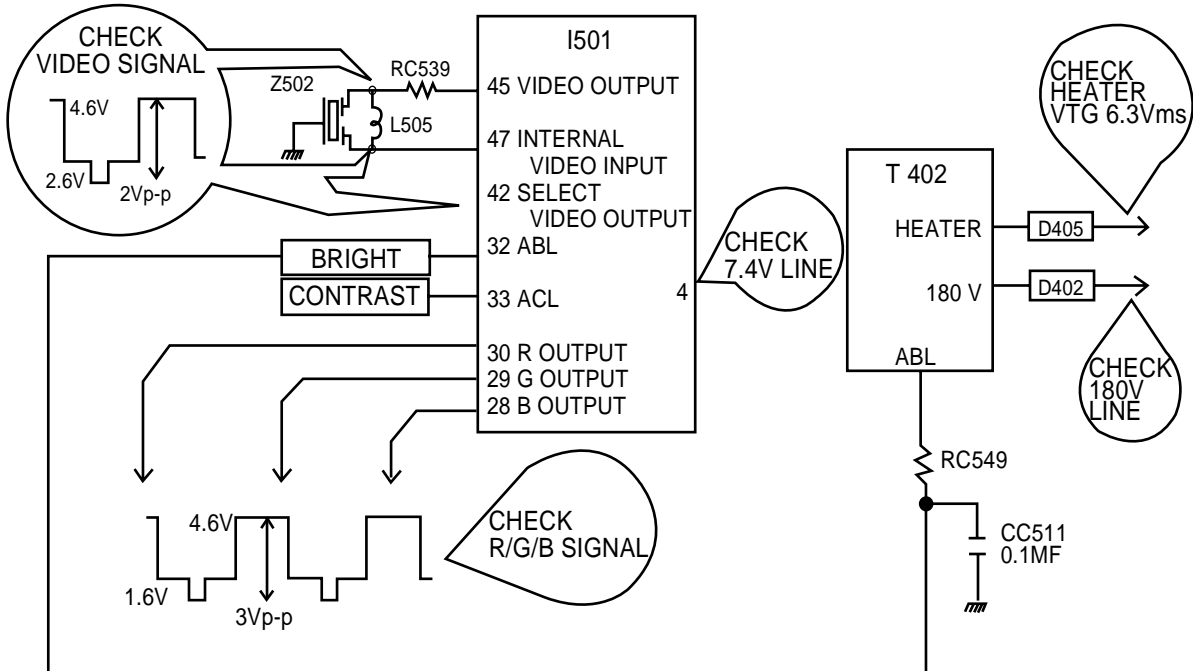 CHECK
VIDEO SIGNAL
4.6V
2.6V
2Vp-p
Z502
RC539
L505
I501
45 VIDEO OUTPUT
47 INTERNAL
VIDEO INPUT
42 SELECT
VIDEO OUTPUT
32 ABL
33 ACL
30 R OUTPUT
29 G OUTPUT
28 B OUTPUT
4
BRIGHT
CONTRAST
CHECK
7.4V LINE
T 402
HEATER
180 V
ABL
D405
D402
CHECK
HEATER
VTG 6.3Vms
CHECK
180V
LINE
RC549
CC511
0.1MF
4.6V
1.6V
3Vp-p
CHECK
R/G/B SIGNAL